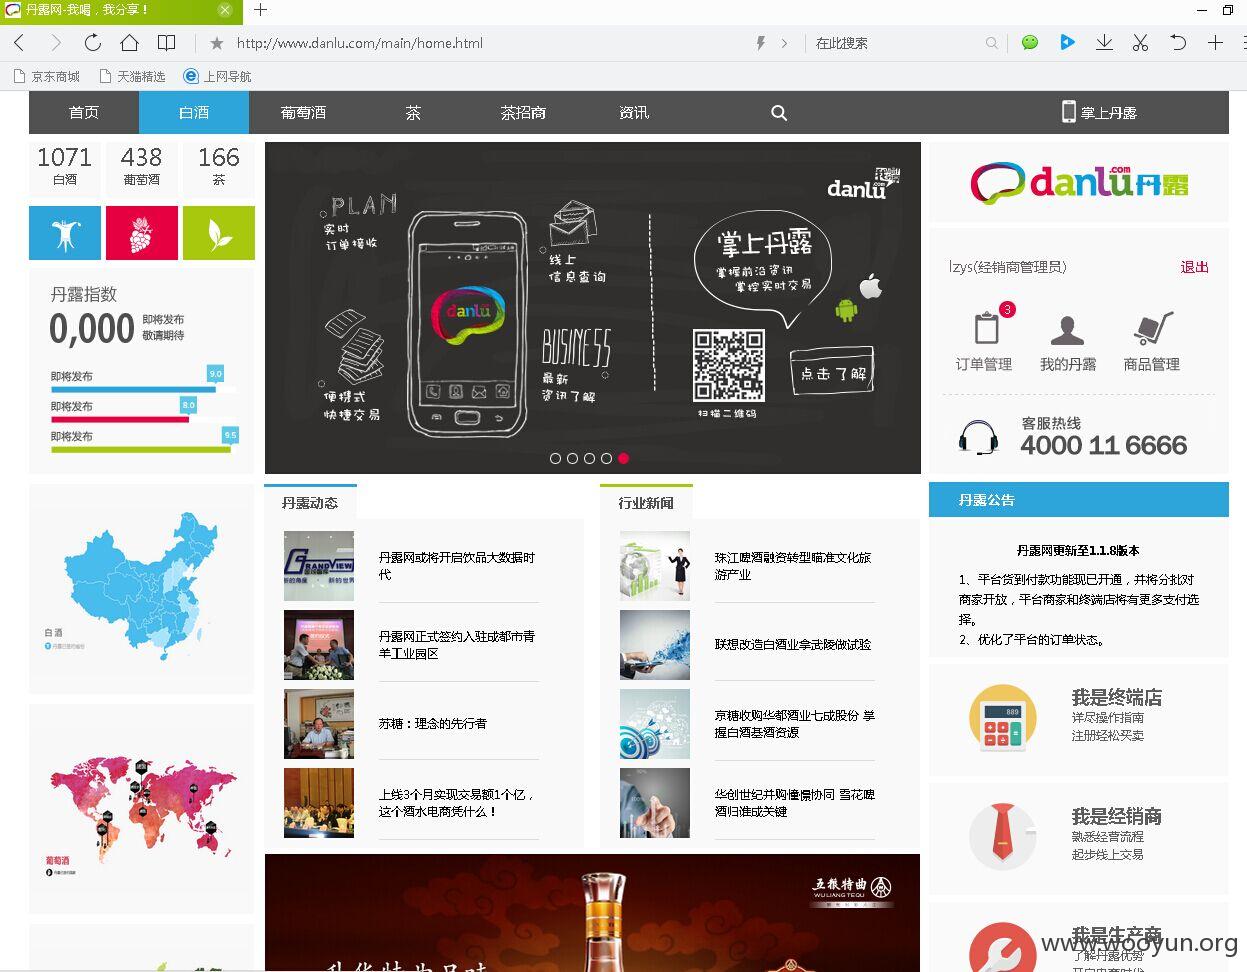 丹露网-我喝，我分享！
http://www.danlu.com/main/home.html
在此搜索
京东商城
天猫精选
上网导航
首页
白酒
葡萄酒
茶
茶招商
资讯
掌上丹露
1071
白酒
438
葡萄酒
166
茶
丹露指数
0,000
即将发布
敬请期待
即将发布
9.0
即将发布
8.0
即将发布
9.5
PLAN
实时
订单接收
线上
信息查询
danlu
.com
掌上丹露
掌握前沿资讯
掌控实时交易
danlu
BUSINESS
最新
资讯了解
便携式
快捷交易
点击了解
扫描二维码
danlu.com丹露
lzys(经销商管理员)
退出
3
订单管理
我的丹露
商品管理
客服热线
4000 11 6666
白酒
丹露动态
GRANDVIEW
新的角度
新的世界
丹露网或将开启饮品大数据时
代
丹露网正式签约入驻成都市青
羊工业园区
苏糖：理念的先行者
上线3个月实现交易额1个亿，
这个酒水电商凭什么！
行业新闻
珠江啤酒融资转型瞄准文化旅
游产业
联想改造白酒业拿武陵做试验
京糖收购华都酒业七成股份 掌
握白酒基酒资源
华创世纪并购憧憬协同 雪花啤
酒归谁成关键
丹露公告
丹露网更新至1.1.8版本
1、平台货到付款功能现已开通，并将分批对
商家开放，平台商家和终端店将有更多支付选
择。
2、优化了平台的订单状态。
889
我是终端店
详尽操作指南
注册轻松买卖
我是经销商
熟悉经营流程
起步线上交易
我是生产商
了解丹露优势
葡萄酒
五粮特曲
WULIANGTEQU
www.wooyun.org